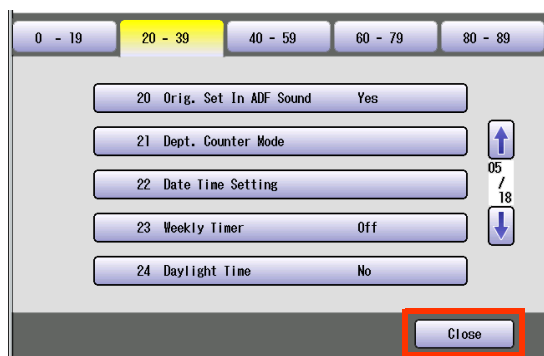 0 - 19 20 - 39 40 - 59 60 - 79 80 - 89
20 Orig. Set In ADF Sound Yes
21 Dept. Counter Mode
22 Date Time Setting
23 Weekly Timer Off
24 Daylight Time No
05
/
18
Close